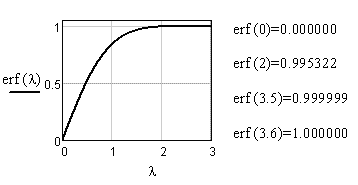 1
erf (0)=0.000000
erf (2)=0.995322
erf (λ)
0.5
erf (3.5)=0.999999
0
erf (3.6)=1.000000
0 1 2 3
λ